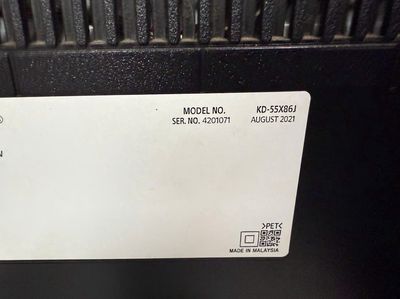 ®
MODEL NO. KD-55X86J
SER. NO. 4201071 AUGUST 2021
N
>PET<
MADE IN MALAYSIA